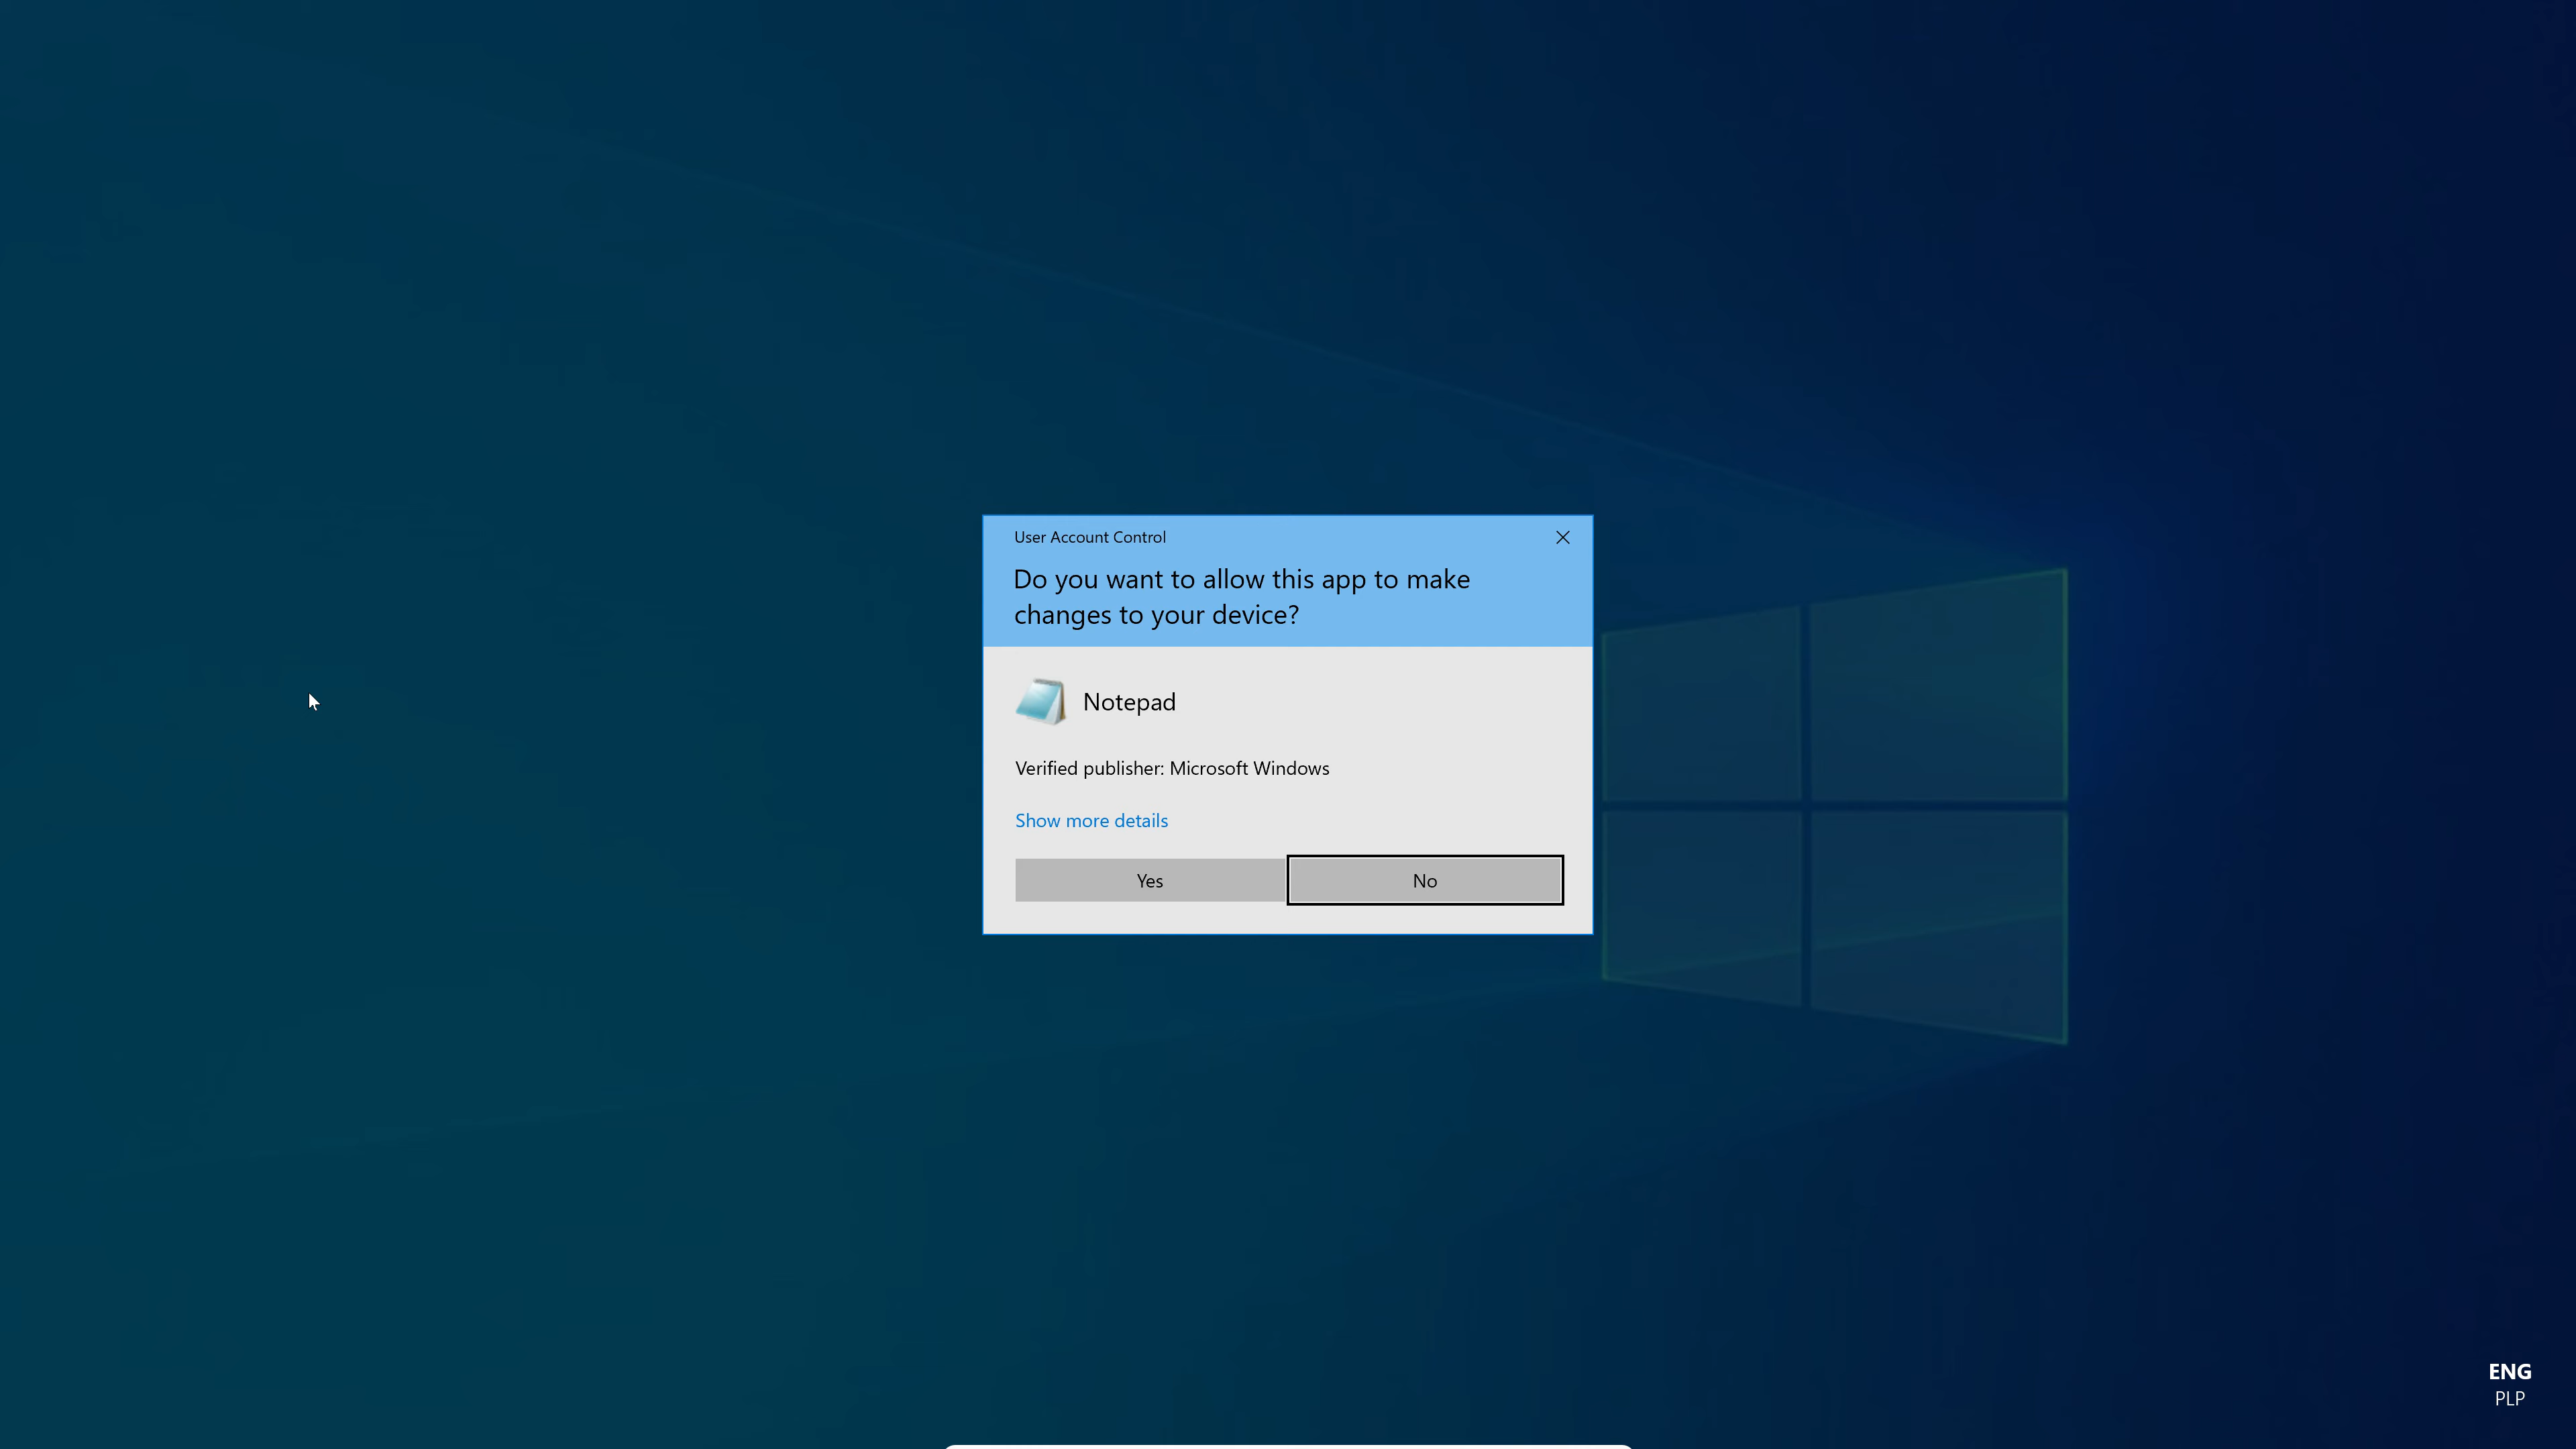 User Account Control
Do you want to allow this app to make
changes to your device?
Notepad
Verified publisher: Microsoft Windows
Show more details
Yes
No
ENG
PLP